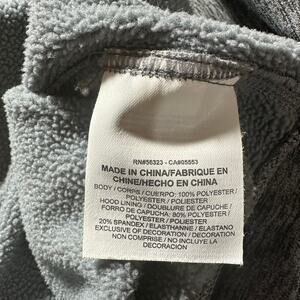 RN#56323 - CA#05553
MADE IN CHINA/FABRIQUE EN
CHINE/HECHO EN CHINA
BODY / CORPS / CUERPO: 100% POLYESTER /
POLYESTER / POLIESTER
HOOD LINING / DOUBLURE DE CAPUCHE /
FORRO DE CAPUCHA: 80% POLYESTER /
POLYESTER / POLIESTER
20% SPANDEX / ELASTHANNE / ELASTANO
EXCLUSIVE OF DECORATION / DECORATION
NON COMPRISE / NO INCLUYE LA
DECORACION